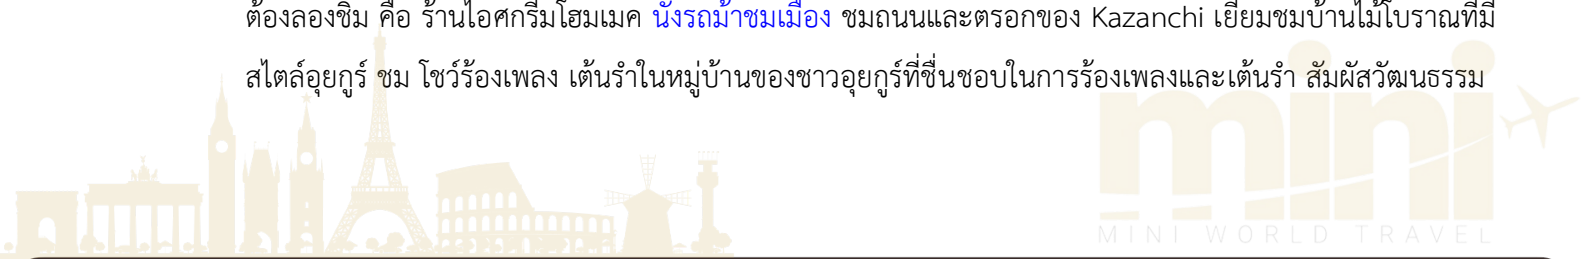 ต้องลองชิม คือ ร้านไอศกรีมโฮมเมค นั่งรถม้าชมเมือง ชมถนนและตรอกของ Kazanchi เยี่ยมชมบ้านไม้โบราณที่มี
สไตล์อุยกูร์ ชม โชว์ร้องเพลง เต้นรำในหมู่บ้านของชาวอุยกูร์ที่ชื่นชอบในการร้องเพลงและเต้นรำ สัมผัสวัฒนธรรม
mini
MINI WORLD TRAVEL